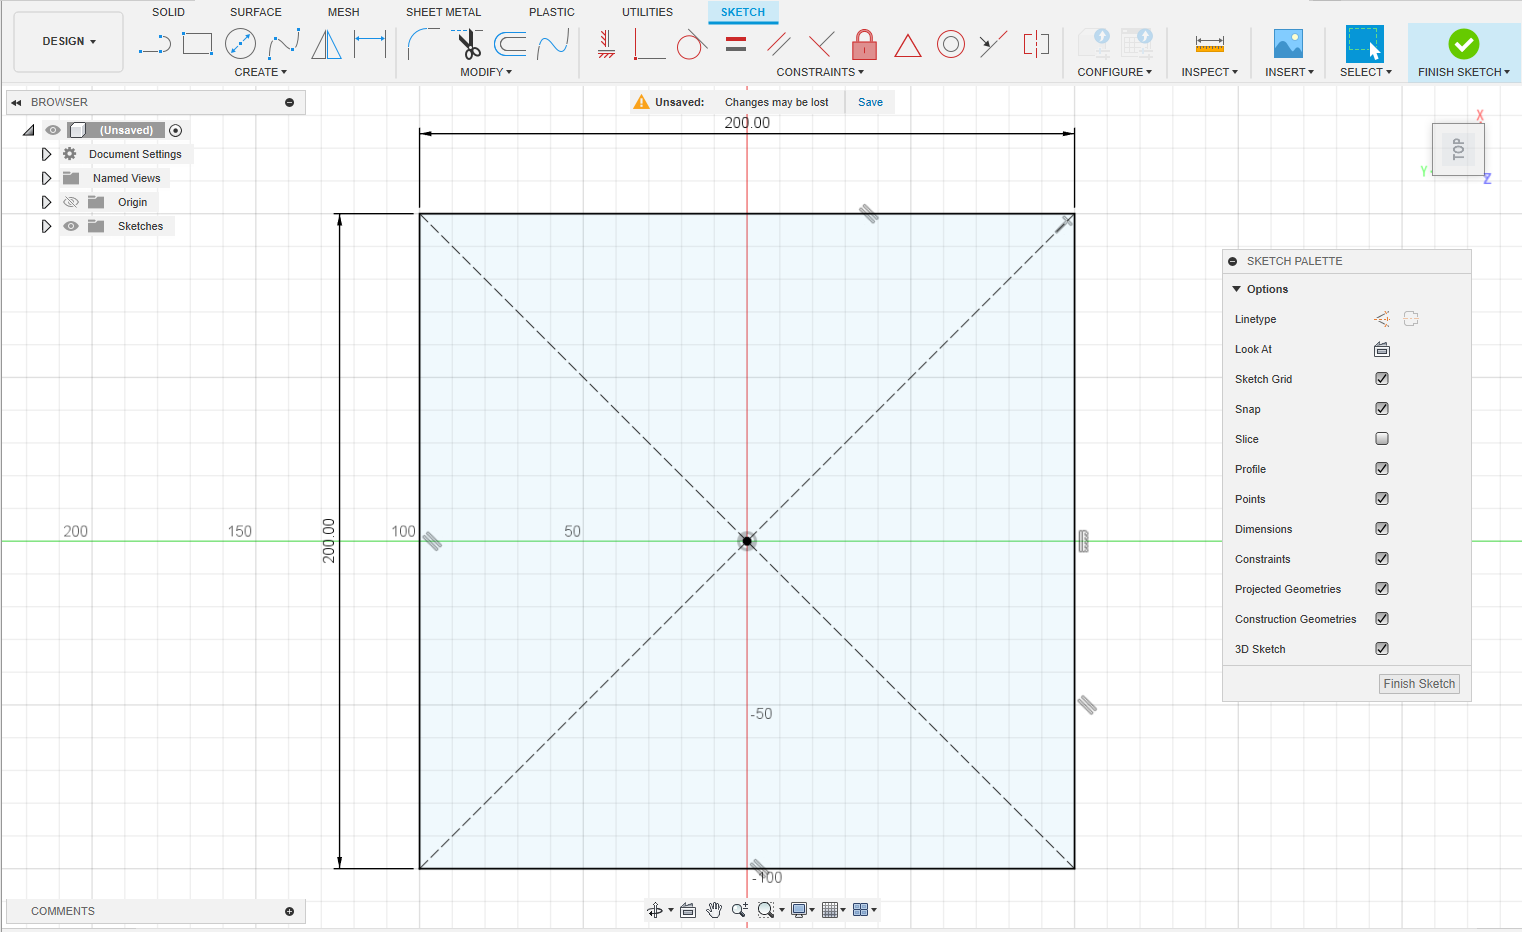 SOLID SURFACE MESH SHEET METAL PLASTIC UTILITIES SKETCH
DESIGN
CREATE MODIFY CONSTRAINTS CONFIGURE INSPECT INSERT SELECT FINISH SKETCH
BROWSER
Unsaved: Changes may be lost Save
(Unsaved)
Document Settings
Named Views
Origin
Sketches
200.00
X
TOP
Y
Z
SKETCH PALETTE
Options
Linetype
Look At
Sketch Grid
Snap
Slice
Profile
Points
Dimensions
Constraints
Projected Geometries
Construction Geometries
3D Sketch
Finish Sketch
200 150 100 50
200.00
-50
-100
COMMENTS